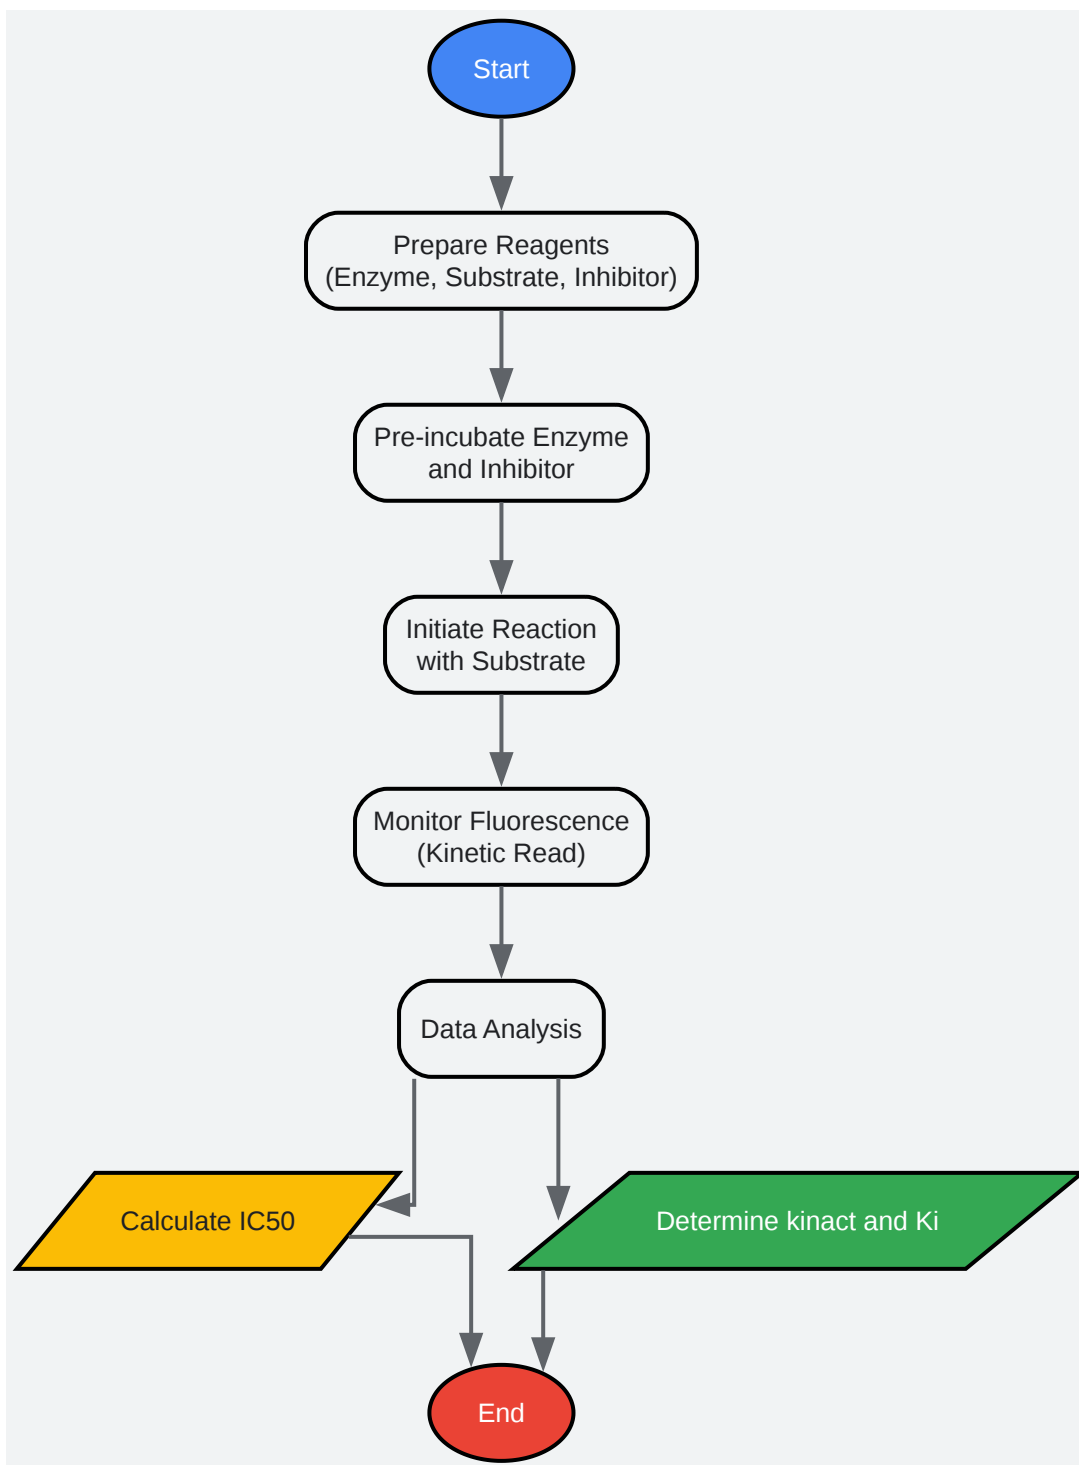 Start
Prepare Reagents
(Enzyme, Substrate, Inhibitor)
Pre-incubate Enzyme
and Inhibitor
Initiate Reaction
with Substrate
Monitor Fluorescence
(Kinetic Read)
Data Analysis
Calculate IC50
Determine kinact and Ki
End